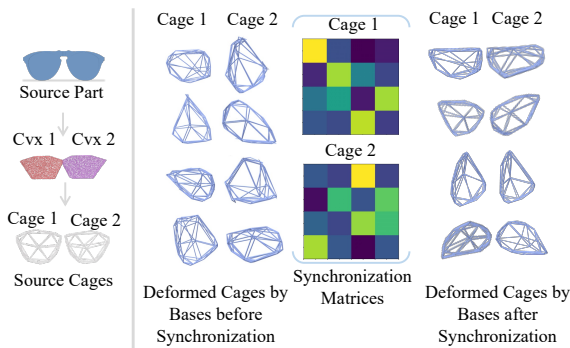 Source Part
Cvx 1 Cvx 2
Cage 1 Cage 2
Source Cages
Cage 1 Cage 2
Deformed Cages by
Bases before
Synchronization
Cage 1
Cage 2
Synchronization
Matrices
Cage 1 Cage 2
Deformed Cages by
Bases after
Synchronization